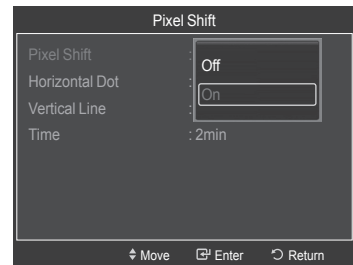 Pixel Shift
Pixel Shift : Off
Horizontal Dot : On
Vertical Line :
Time : 2min
Move Enter Return